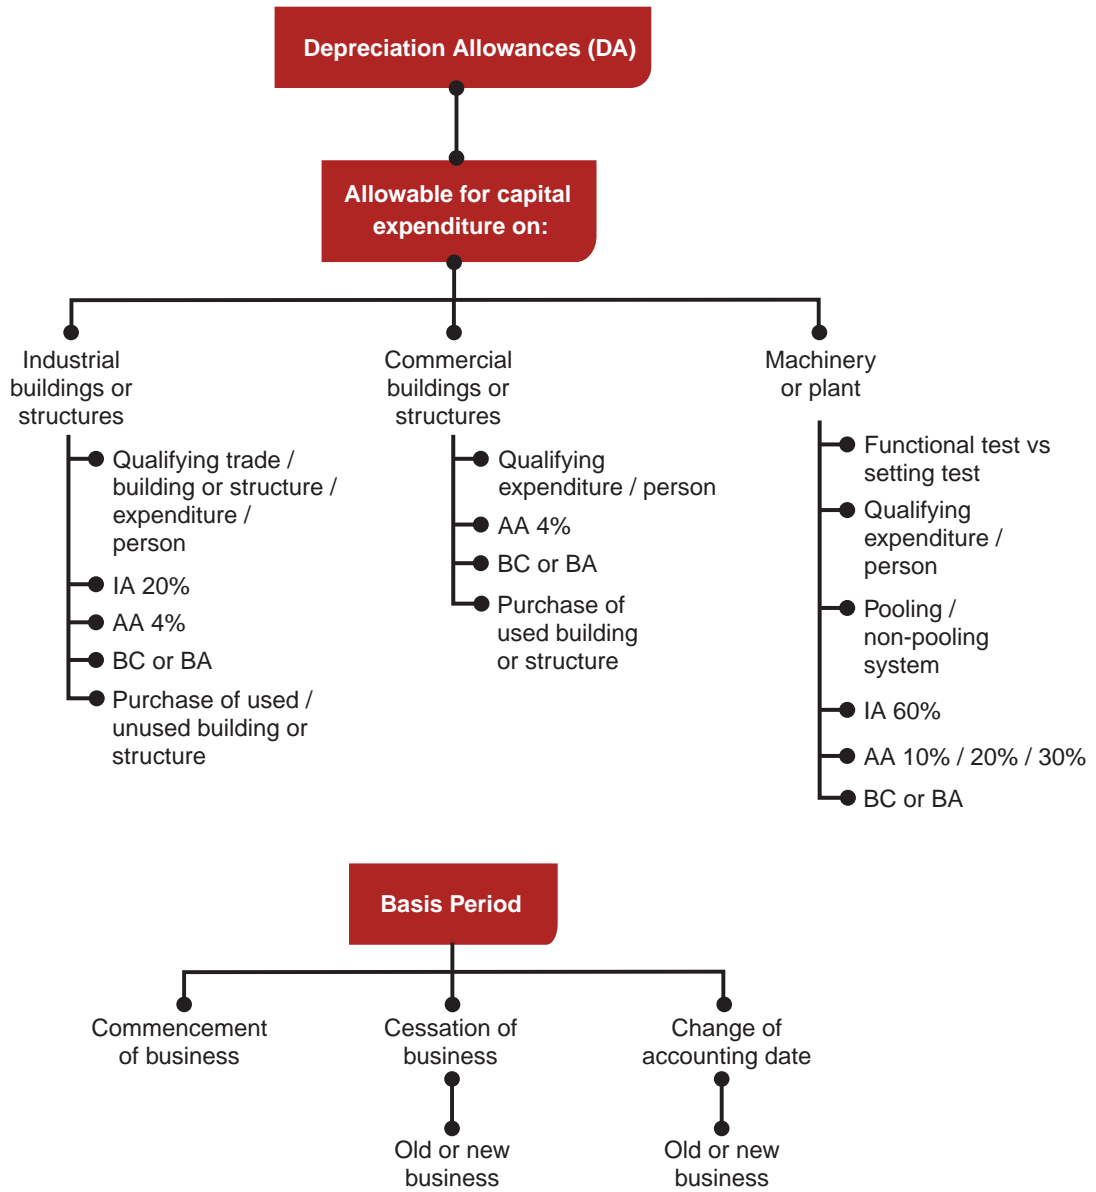 Depreciation Allowances (DA)
Allowable for capital
expenditure on:
Industrial
buildings or
structures
Qualifying trade /
building or structure /
expenditure /
person
IA 20%
AA 4%
BC or BA
Purchase of used /
unused building or
structure
Commercial
buildings or
structures
Qualifying
expenditure / person
AA 4%
BC or BA
Purchase of
used building
or structure
Machinery
or plant
Functional test vs
setting test
Qualifying
expenditure /
person
Pooling /
non-pooling
system
IA 60%
AA 10% / 20% / 30%
BC or BA
Basis Period
Commencement
of business
Cessation of
business
Old or new
business
Change of
accounting date
Old or new
business